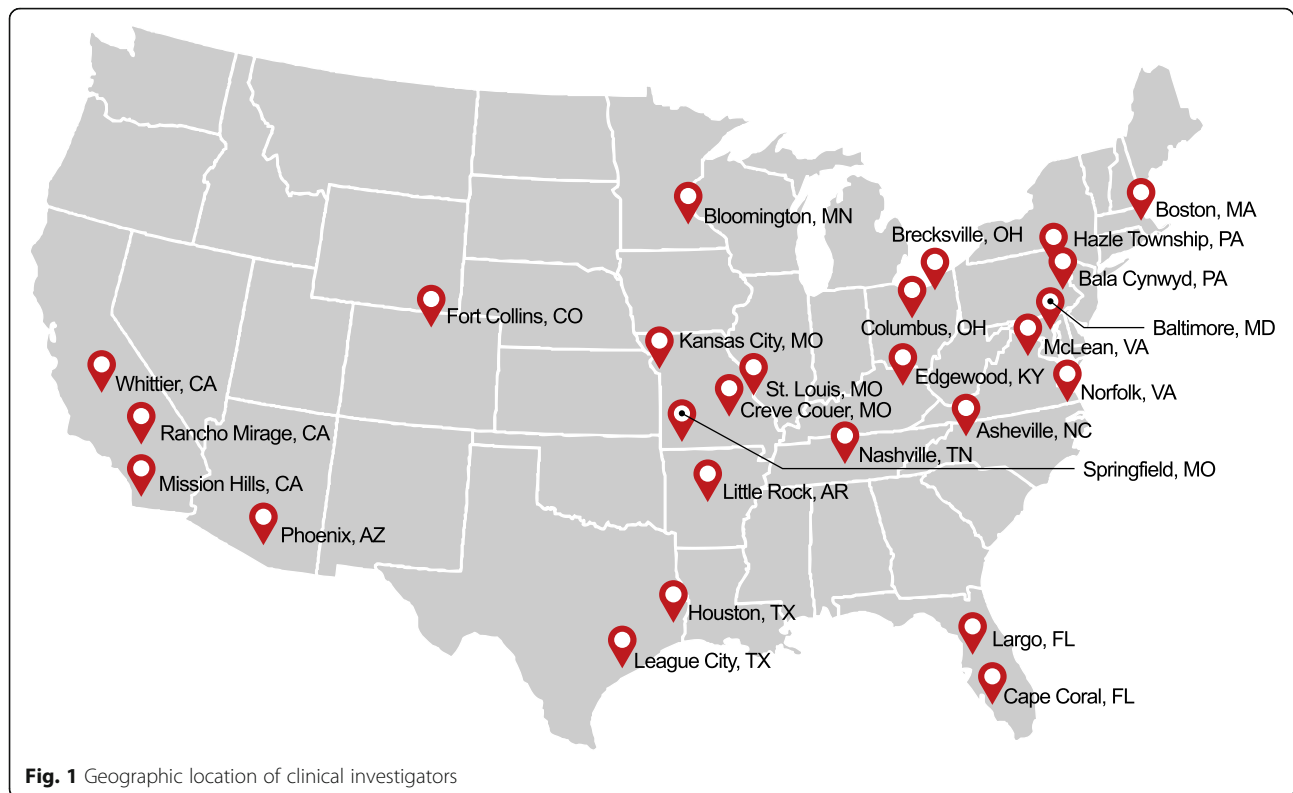 Bloomington, MN
Boston, MA
Brecksville, OH
Hazle Township, PA
Bala Cynwyd, PA
Fort Collins, CO
Columbus, OH
Baltimore, MD
Kansas City, MO
McLean, VA
Whittier, CA
St. Louis, MO
Edgewood, KY
Norfolk, VA
Creve Couer, MO
Rancho Mirage, CA
Asheville, NC
Nashville, TN
Springfield, MO
Mission Hills, CA
Little Rock, AR
Phoenix, AZ
Houston, TX
Largo, FL
League City, TX
Cape Coral, FL
Fig. 1 Geographic location of clinical investigators